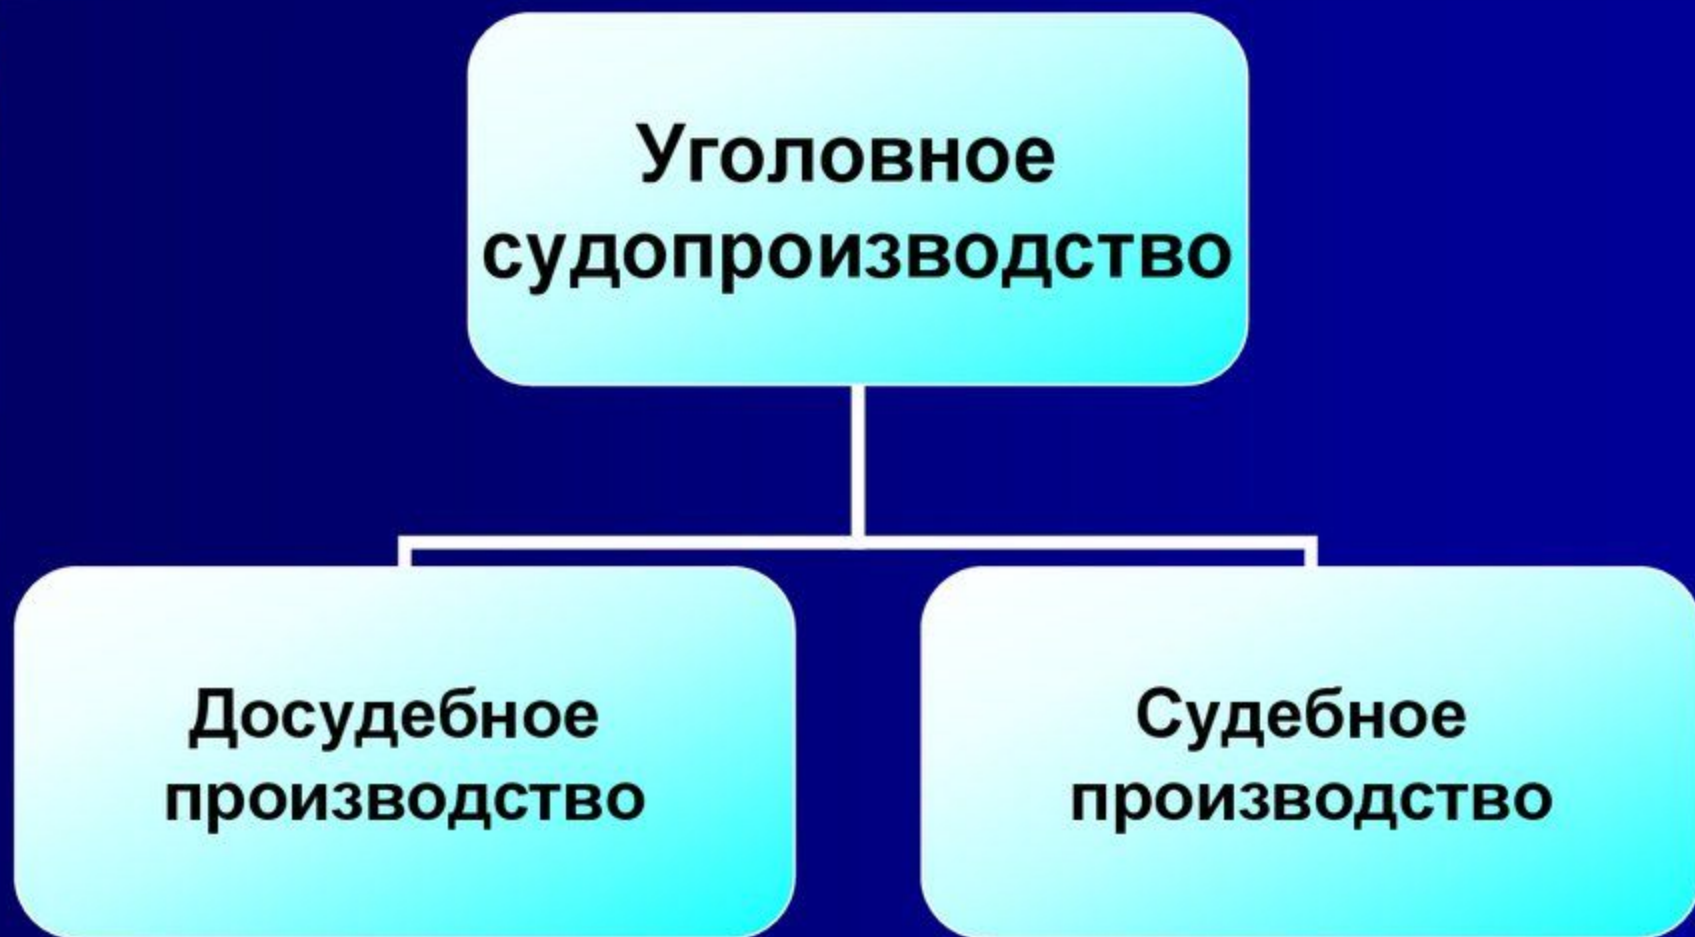 Уголовное
судопроизводство
Досудебное
производство
Судебное
производство